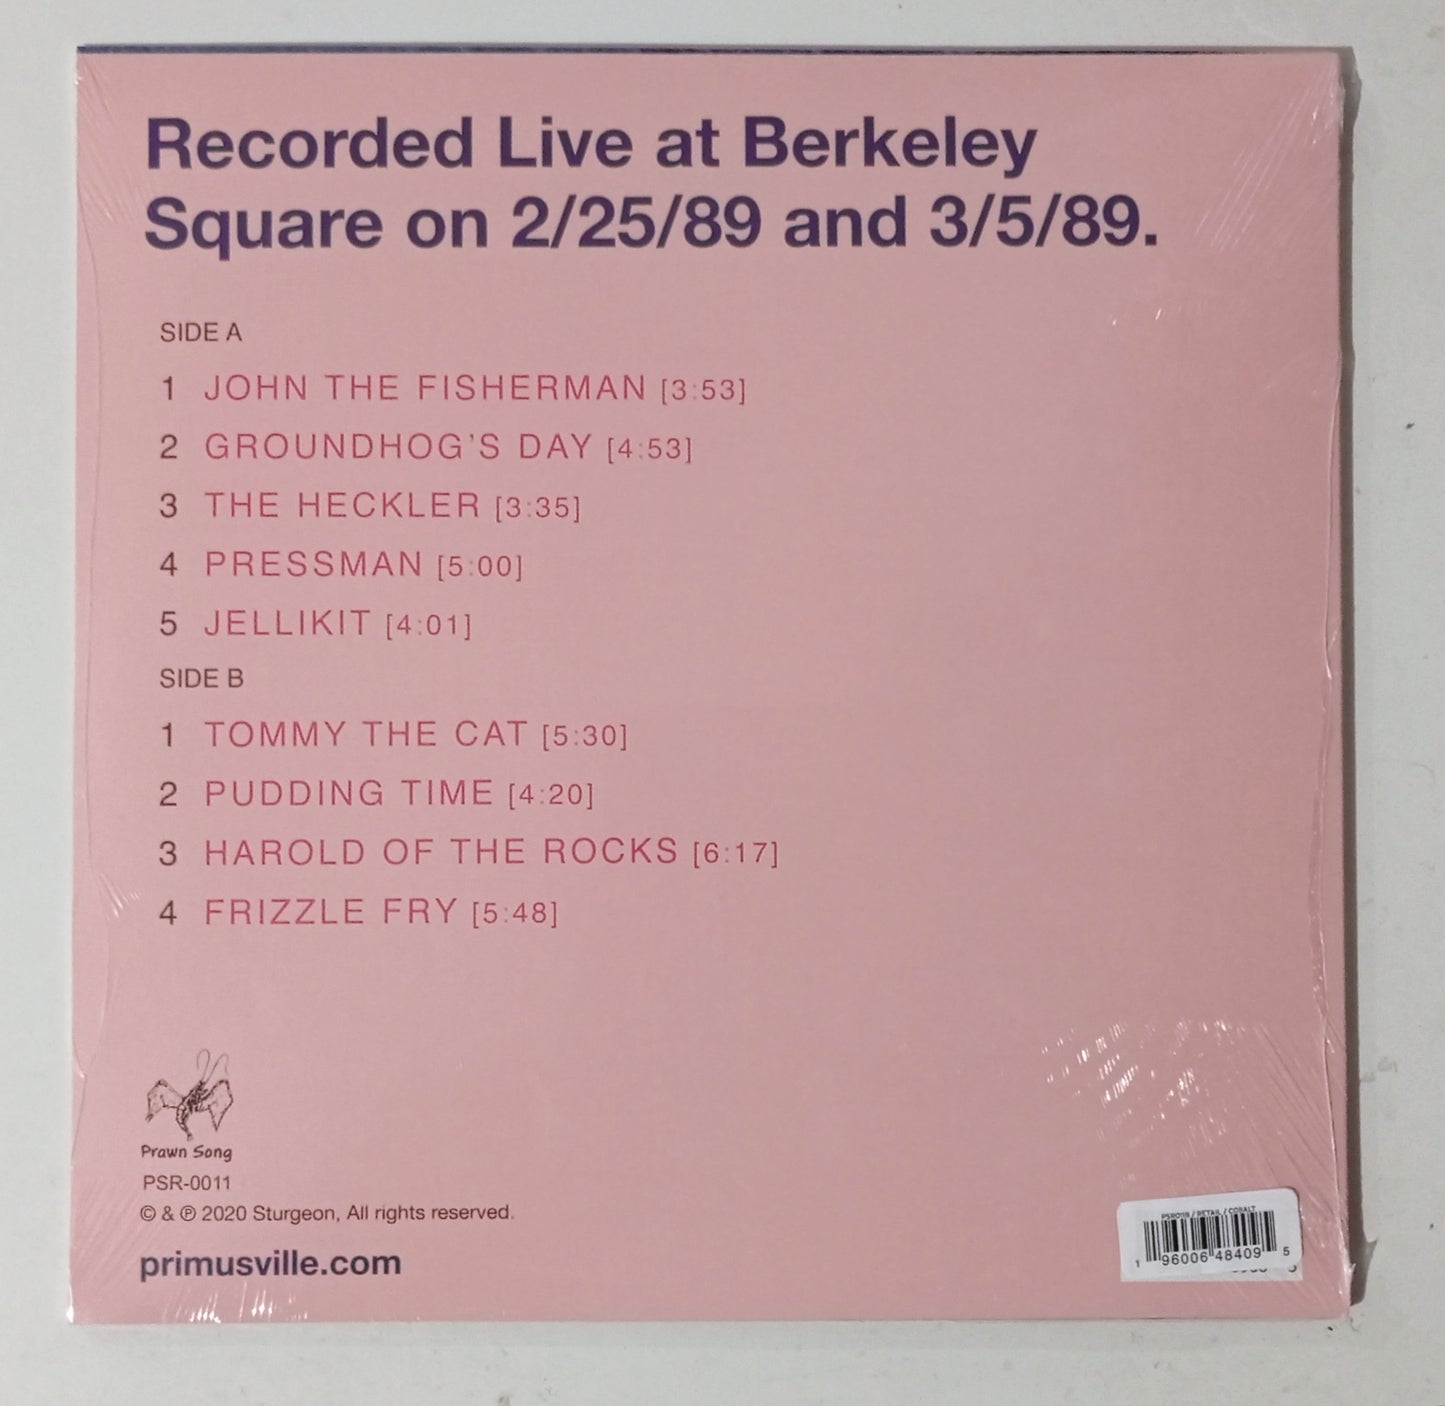 Recorded Live at Berkeley
Square on 2/25/89 and 3/5/89.
SIDE A
1 JOHN THE FISHERMAN [3:53]
2 GROUNDHOG'S DAY [4:53]
3 THE HECKLER [3:35]
4 PRESSMAN [5:00]
5 JELLIKIT [4:01]
SIDE B
1 TOMMY THE CAT [5:30]
2 PUDDING TIME [4:20]
3 HAROLD OF THE ROCKS [6:17]
4 FRIZZLE FRY [5:48]
Prawn Song
PSR-0011
© & ℗ 2020 Sturgeon, All rights reserved.
primusville.com
/ RETAIL / COBALT
1 96006 48409 5